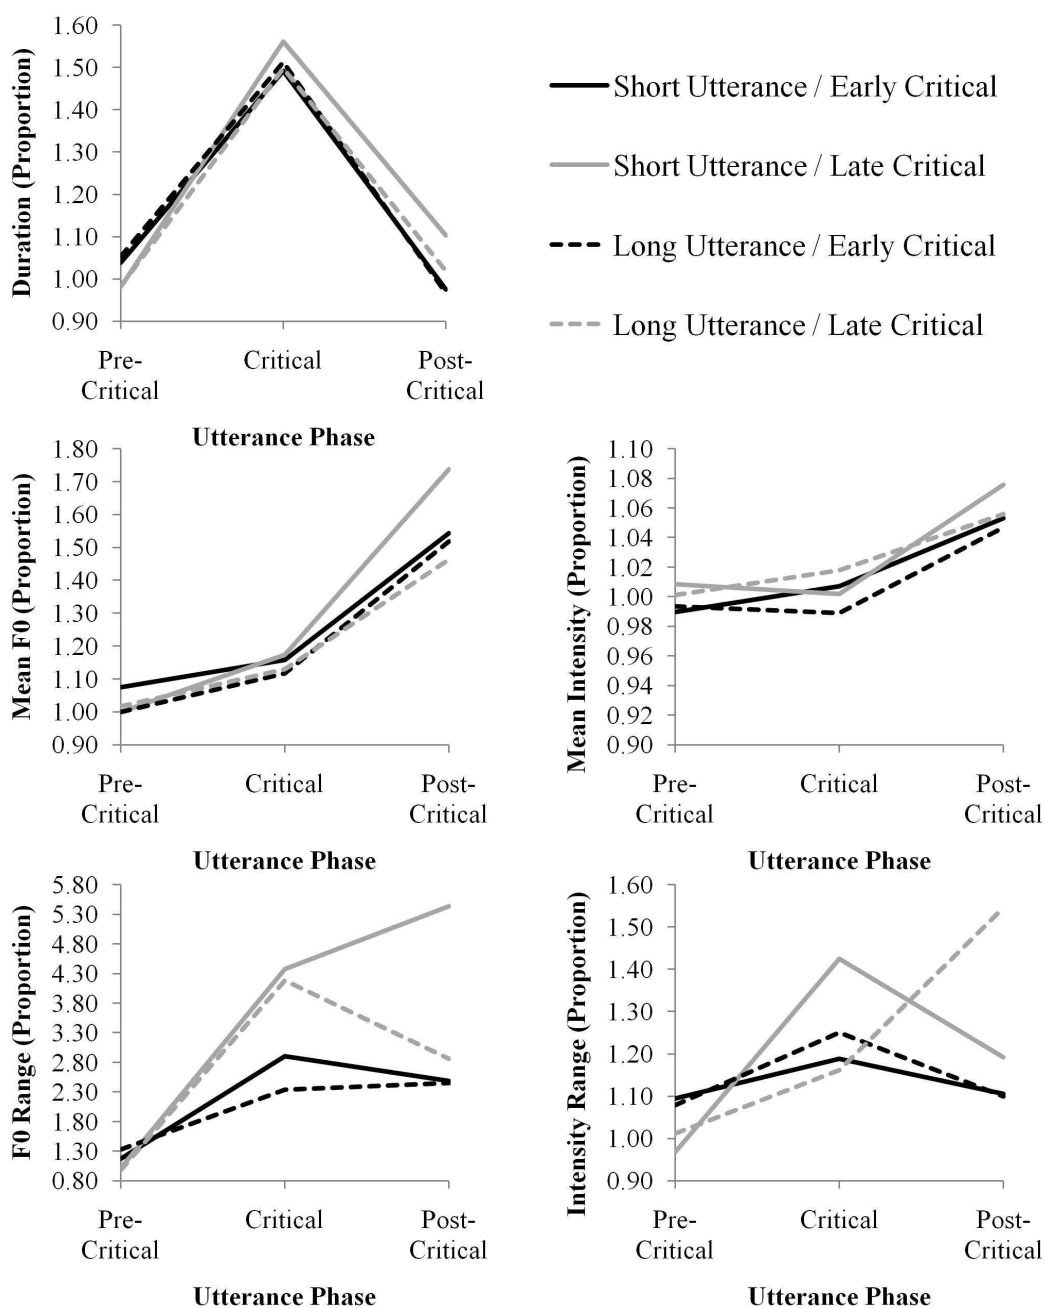 Duration (Proportion)
1.60
1.50
1.40
1.30
1.20
1.10
1.00
0.90
Pre-
Critical
Critical
Post-
Critical
Utterance Phase
Short Utterance / Early Critical
Short Utterance / Late Critical
Long Utterance / Early Critical
Long Utterance / Late Critical
Mean F0 (Proportion)
1.80
1.70
1.60
1.50
1.40
1.30
1.20
1.10
1.00
0.90
Pre-
Critical
Critical
Post-
Critical
Utterance Phase
Mean Intensity (Proportion)
1.10
1.08
1.06
1.04
1.02
1.00
0.98
0.96
0.94
0.92
0.90
Pre-
Critical
Critical
Post-
Critical
Utterance Phase
F0 Range (Proportion)
5.80
5.30
4.80
4.30
3.80
3.30
2.80
2.30
1.80
1.30
0.80
Pre-
Critical
Critical
Post-
Critical
Utterance Phase
Intensity Range (Proportion)
1.60
1.50
1.40
1.30
1.20
1.10
1.00
0.90
Pre-
Critical
Critical
Post-
Critical
Utterance Phase